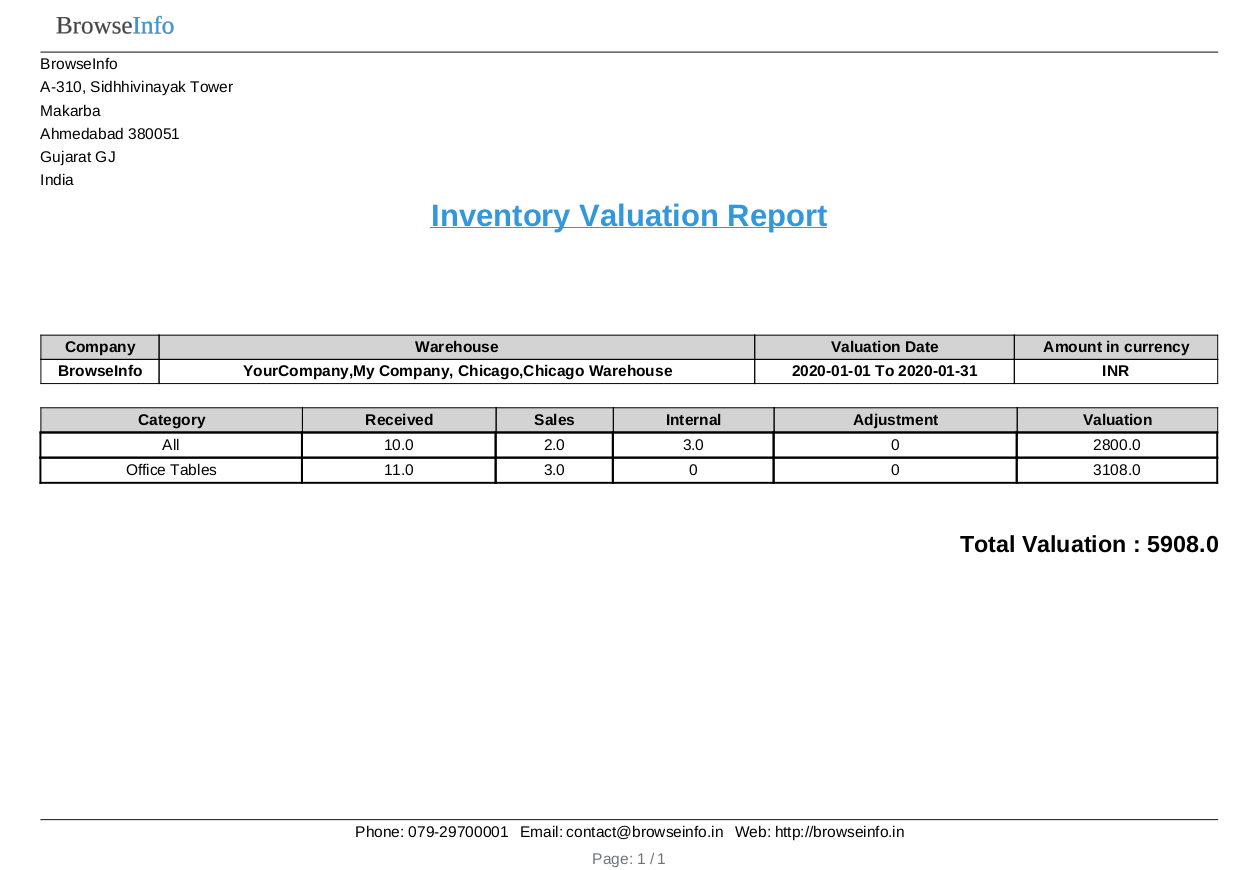 BrowseInfo
BrowseInfo
A-310, Sidhhivinayak Tower
Makarba
Ahmedabad 380051
Gujarat GJ
India
Inventory Valuation Report
Company Warehouse Valuation Date Amount in currency
BrowseInfo YourCompany,My Company, Chicago,Chicago Warehouse 2020-01-01 To 2020-01-31 INR
Category Received Sales Internal Adjustment Valuation
All 10.0 2.0 3.0 0 2800.0
Office Tables 11.0 3.0 0 0 3108.0
Total Valuation : 5908.0
Phone: 079-29700001 Email: contact@browseinfo.in Web: http://browseinfo.in
Page: 1 / 1